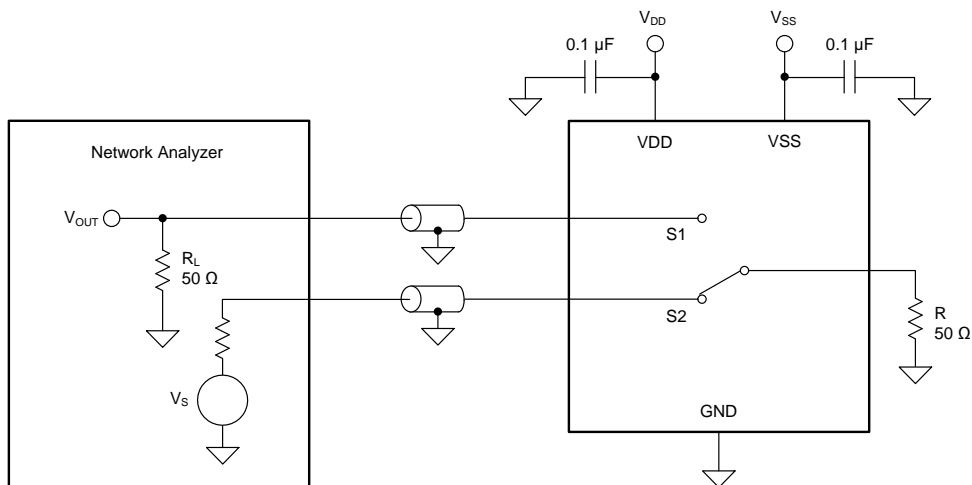 V_DD
V_SS
0.1 µF
0.1 µF
VDD
VSS
Network Analyzer
V_OUT
S1
R_L
50 Ω
S2
R
50 Ω
V_S
GND